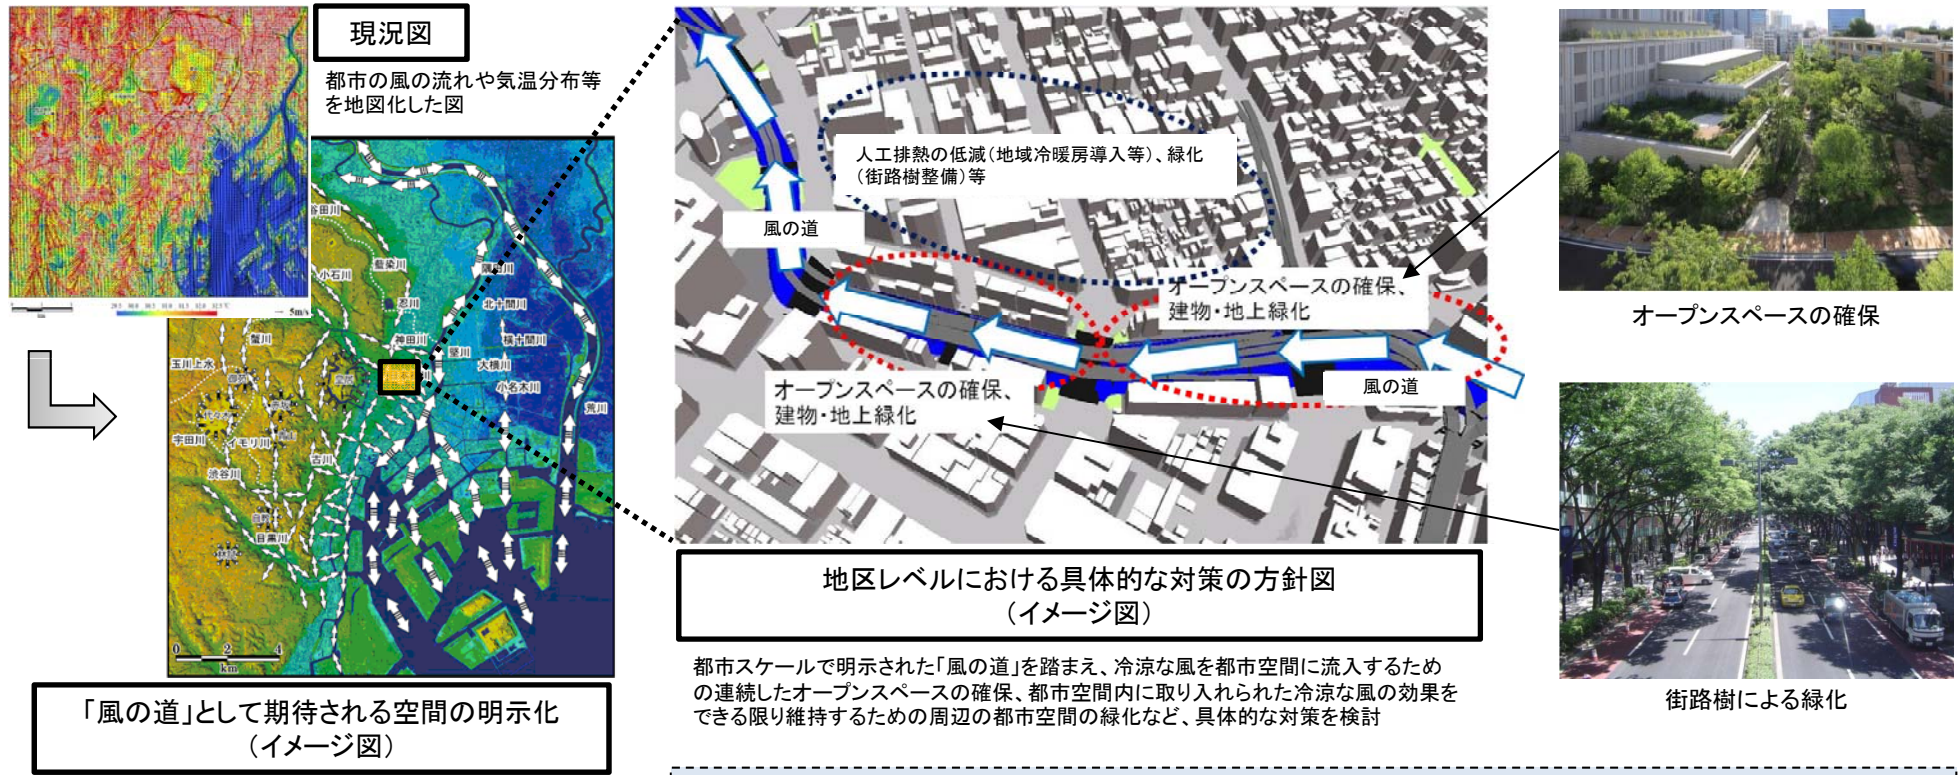 現況図
都市の風の流れや気温分布等
を地図化した図
5m/s
谷田川
小石川
藍染川
忍川
隅田川
北十間川
神田川
竪川
横十間川
大横川
小名木川
荒川
蟹川
玉川上水
代々木
宇田川
イモリ川
古川
渋谷川
目黒川
0 2 4
km
「風の道」として期待される空間の明示化
（イメージ図）
人工排熱の低減（地域冷暖房導入等）、緑化
（街路樹整備）等
風の道
オープンスペースの確保、
建物・地上緑化
風の道
オープンスペースの確保、
建物・地上緑化
地区レベルにおける具体的な対策の方針図
（イメージ図）
都市スケールで明示された「風の道」を踏まえ、冷涼な風を都市空間に流入するため
の連続したオープンスペースの確保、都市空間内に取り入れられた冷涼な風の効果を
できる限り維持するための周辺の都市空間の緑化など、具体的な対策を検討
オープンスペースの確保
街路樹による緑化